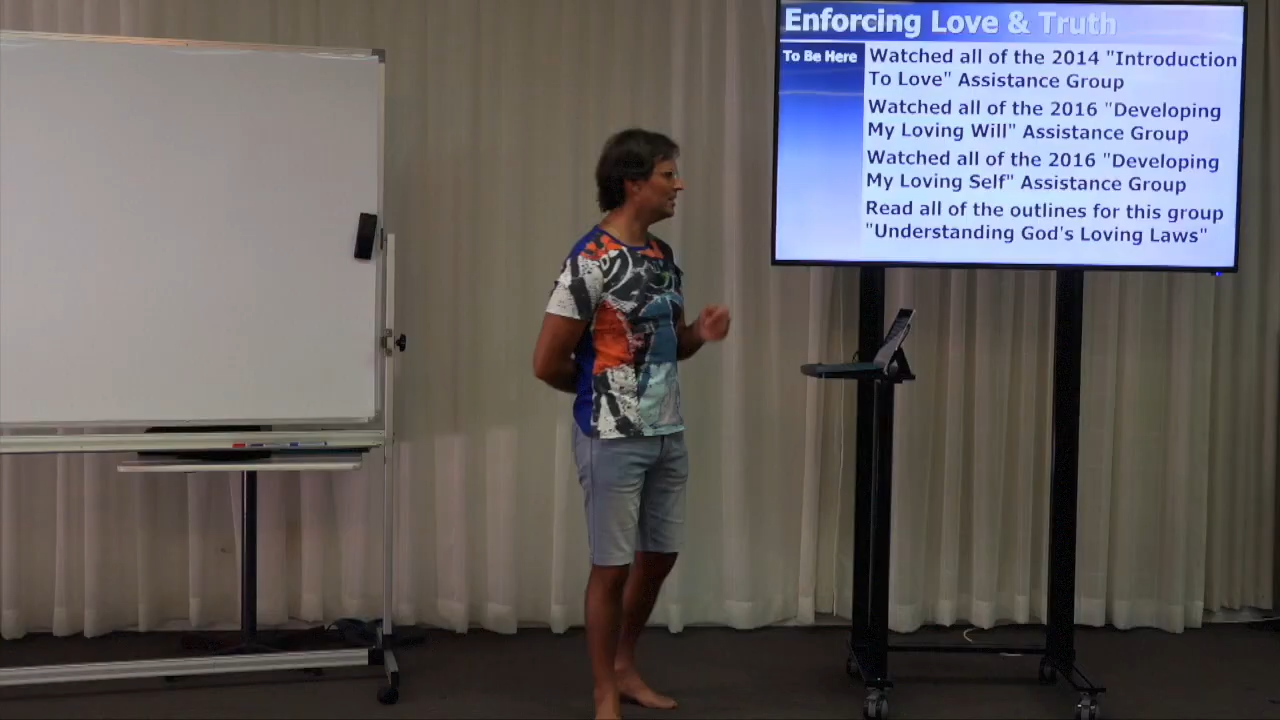 Enforcing Love & Truth
To Be Here
Watched all of the 2014 "Introduction
To Love" Assistance Group
Watched all of the 2016 "Developing
My Loving Will" Assistance Group
Watched all of the 2016 "Developing
My Loving Self" Assistance Group
Read all of the outlines for this group
"Understanding God's Loving Laws"